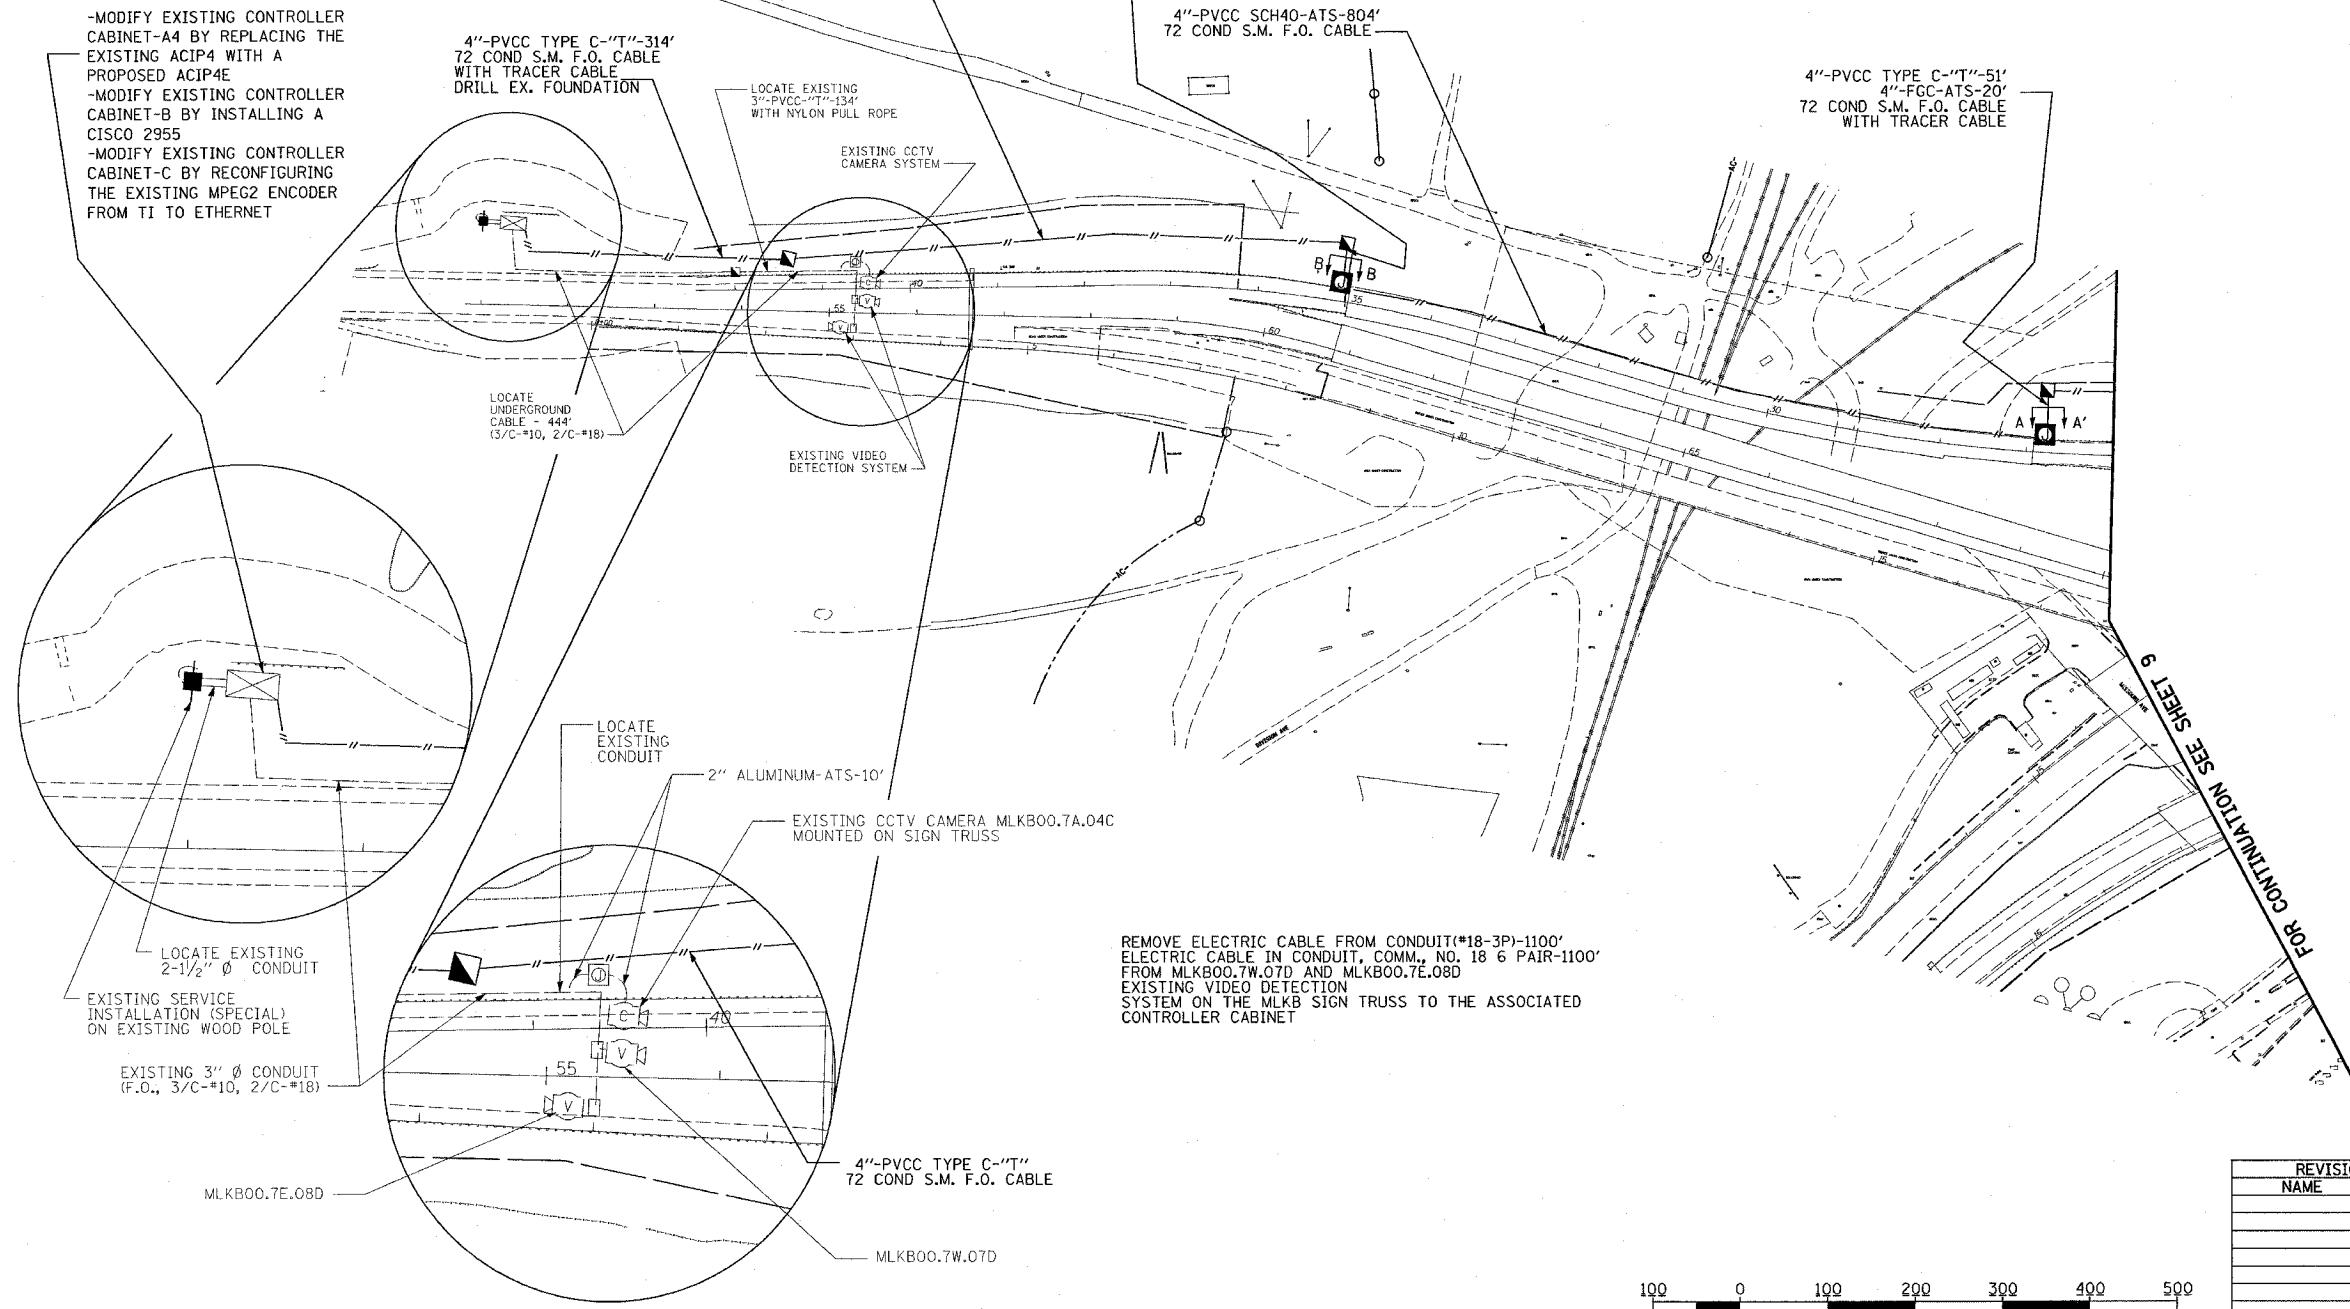 -MODIFY EXISTING CONTROLLER
CABINET-A4 BY REPLACING THE
EXISTING ACIP4 WITH A
PROPOSED ACIP4E
-MODIFY EXISTING CONTROLLER
CABINET-B BY INSTALLING A
CISCO 2955
-MODIFY EXISTING CONTROLLER
CABINET-C BY RECONFIGURING
THE EXISTING MPEG2 ENCODER
FROM TI TO ETHERNET
4"-PVCC TYPE C-"T"-314'
72 COND S.M. F.O. CABLE
WITH TRACER CABLE
DRILL EX. FOUNDATION
LOCATE EXISTING
3"-PVCC-"T"-134'
WITH NYLON PULL ROPE
EXISTING CCTV
CAMERA SYSTEM
4"-PVCC SCH40-ATS-804'
72 COND S.M. F.O. CABLE
4"-PVCC TYPE C-"T"-51'
4"-FGC-ATS-20'
72 COND S.M. F.O. CABLE
WITH TRACER CABLE
B B
J
35
C
40
V
55
V
60
50
A A'
J
65
10
15
AC
AC
LOCATE
UNDERGROUND
CABLE - 444'
(3/C-#10, 2/C-#18)
EXISTING VIDEO
DETECTION SYSTEM
DIVISION AVE
FOR CONTINUATION SEE SHEET 9
LOCATE
EXISTING
CONDUIT
2" ALUMINUM-ATS-10'
EXISTING CCTV CAMERA MLKB00.7A.04C
MOUNTED ON SIGN TRUSS
LOCATE EXISTING
2-1/2" Ø CONDUIT
EXISTING SERVICE
INSTALLATION (SPECIAL)
ON EXISTING WOOD POLE
EXISTING 3" Ø CONDUIT
(F.O., 3/C-#10, 2/C-#18)
J
C
40
V
55
V
MLKB00.7E.08D
4"-PVCC TYPE C-"T"
72 COND S.M. F.O. CABLE
MLKB00.7W.07D
REMOVE ELECTRIC CABLE FROM CONDUIT(#18-3P)-1100'
ELECTRIC CABLE IN CONDUIT, COMM., NO. 18 6 PAIR-1100'
FROM MLKB00.7W.07D AND MLKB00.7E.08D
EXISTING VIDEO DETECTION
SYSTEM ON THE MLKB SIGN TRUSS TO THE ASSOCIATED
CONTROLLER CABINET
NAME
100 0 100 200 300 400 500